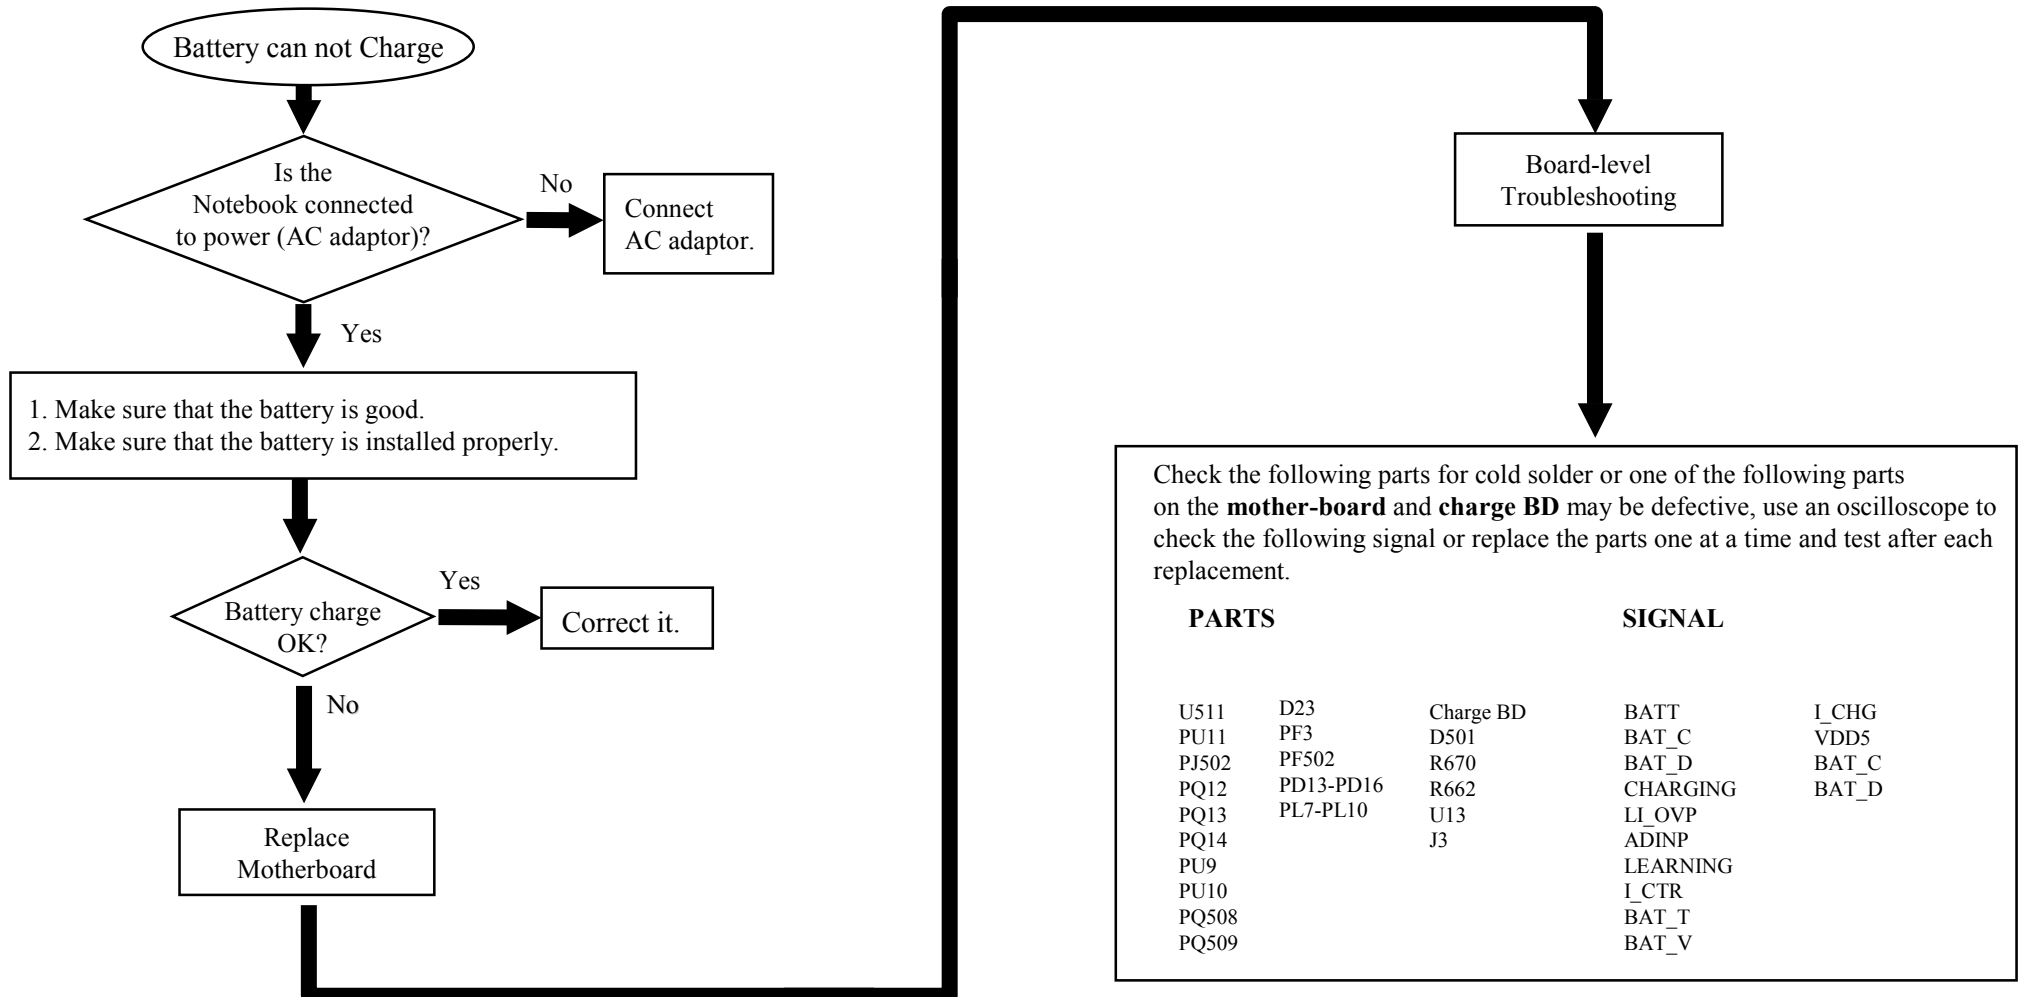 Battery can not Charge
Is the
Notebook connected
to power (AC adaptor)?
No
Connect
AC adaptor.
Yes
1. Make sure that the battery is good.
2. Make sure that the battery is installed properly.
Battery charge
OK?
Yes
Correct it.
No
Replace
Motherboard
Board-level
Troubleshooting
Check the following parts for cold solder or one of the following parts
on the mother-board and charge BD may be defective, use an oscilloscope to
check the following signal or replace the parts one at a time and test after each
replacement.
PARTS
U511
PU11
PJ502
PQ12
PQ13
PQ14
PU9
PU10
PQ508
PQ509
D23
PF3
PF502
PD13-PD16
PL7-PL10
Charge BD
D501
R670
R662
U13
J3
SIGNAL
BATT
BAT_C
BAT_D
CHARGING
LI_OVP
ADINP
LEARNING
I_CTR
BAT_T
BAT_V
I_CHG
VDD5
BAT_C
BAT_D